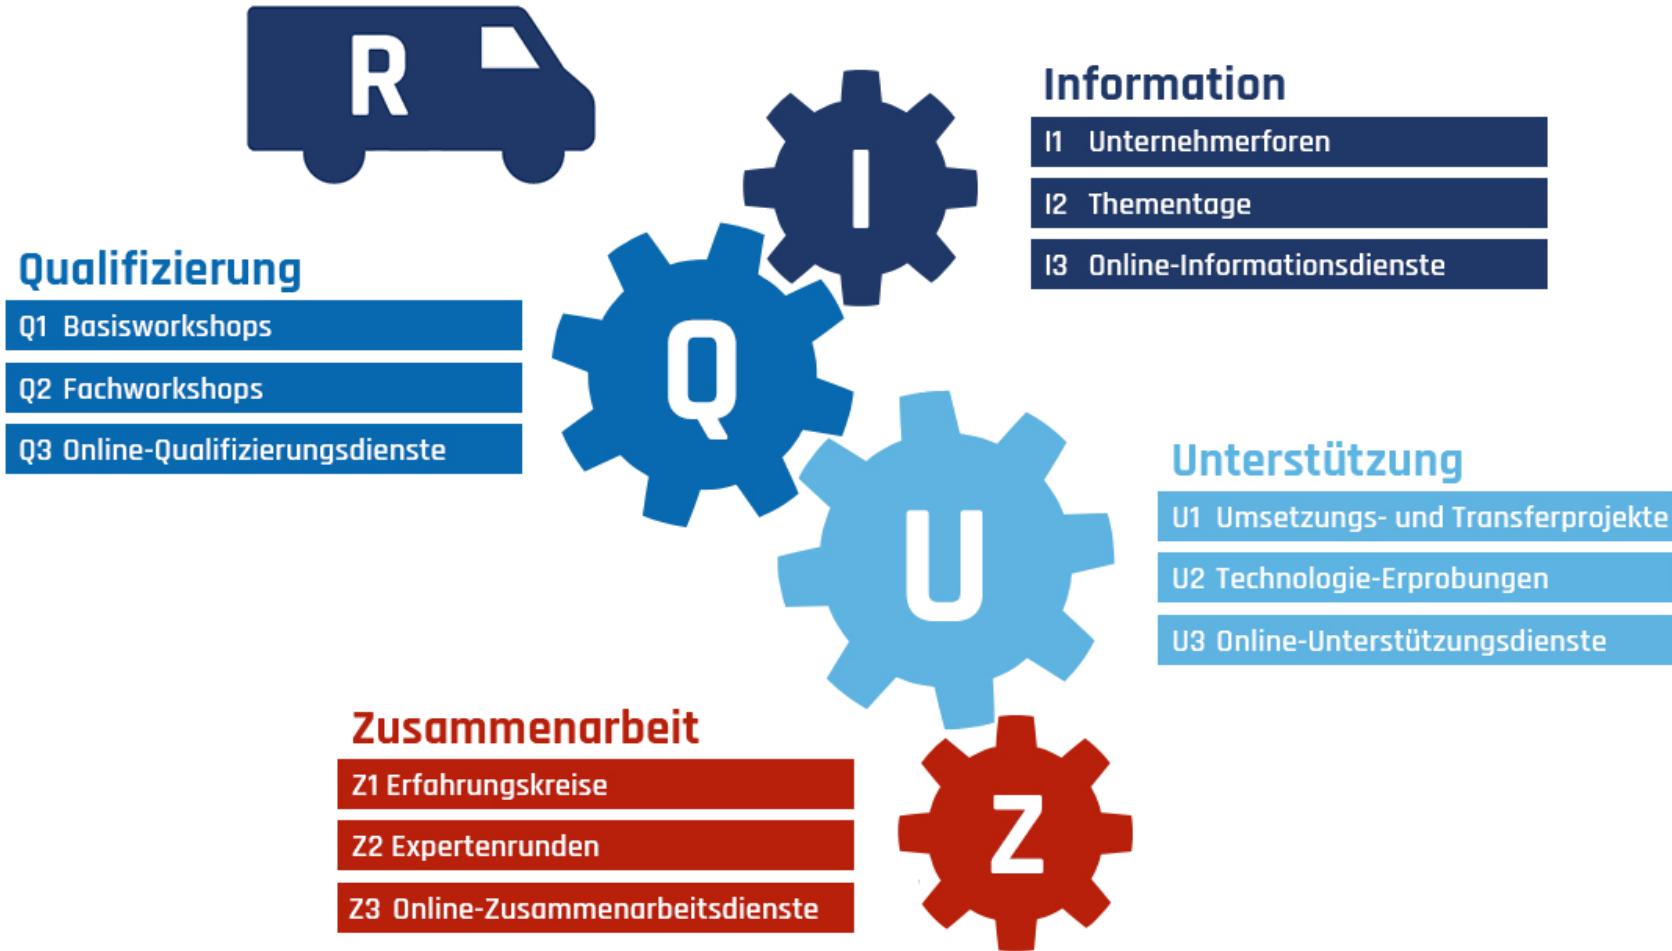 R
I
Information
I1 Unternehmerforen
I2 Thementage
I3 Online-Informationsdienste
Qualifizierung
Q1 Basisworkshops
Q2 Fachworkshops
Q3 Online-Qualifizierungsdienste
Q
U
Unterstützung
U1 Umsetzungs- und Transferprojekte
U2 Technologie-Erprobungen
U3 Online-Unterstützungsdienste
Zusammenarbeit
Z1 Erfahrungskreise
Z2 Expertenrunden
Z3 Online-Zusammenarbeitsdienste
Z